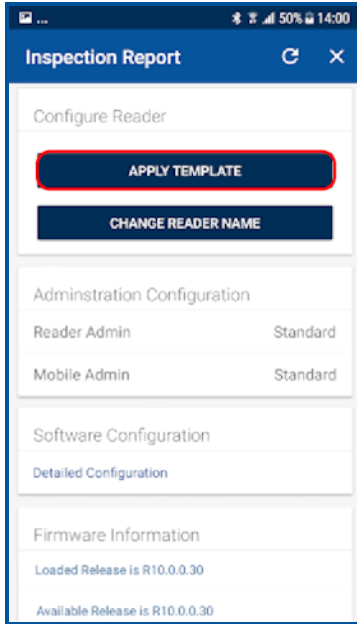 ... 50% 14:00
Inspection Report
Configure Reader
APPLY TEMPLATE
CHANGE READER NAME
Adminstration Configuration
Reader Admin Standard
Mobile Admin Standard
Software Configuration
Detailed Configuration
Firmware Information
Loaded Release is R10.0.0.30
Available Release is R10.0.0.30